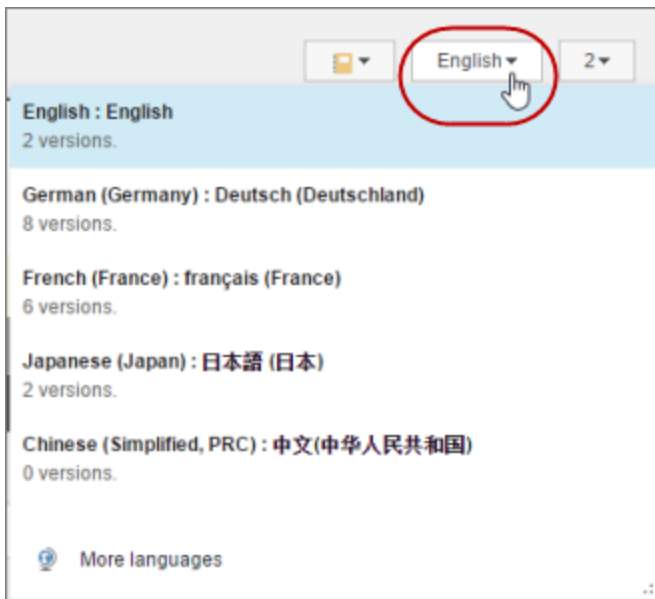 English 2
English : English
2 versions.
German (Germany) : Deutsch (Deutschland)
8 versions.
French (France) : français (France)
6 versions.
Japanese (Japan) : 日本語 (日本)
2 versions.
Chinese (Simplified, PRC) : 中文(中华人民共和国)
0 versions.
More languages